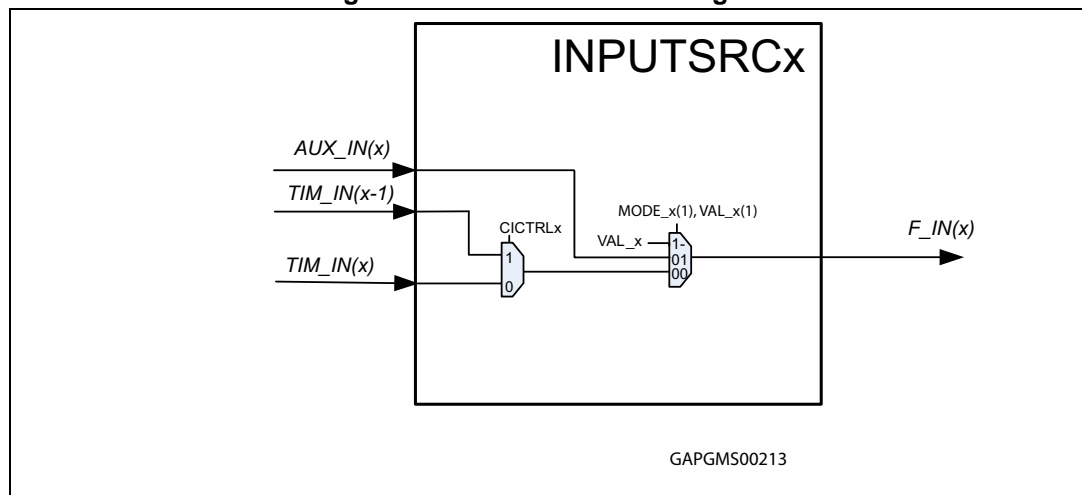 INPUTSRCx
AUX_IN(x)
TIM_IN(x-1)
MODE_x(1), VAL_x(1)
CICTRLx
VAL_x
1-
F_IN(x)
1
01
TIM_IN(x)
00
0
GAPGMS00213